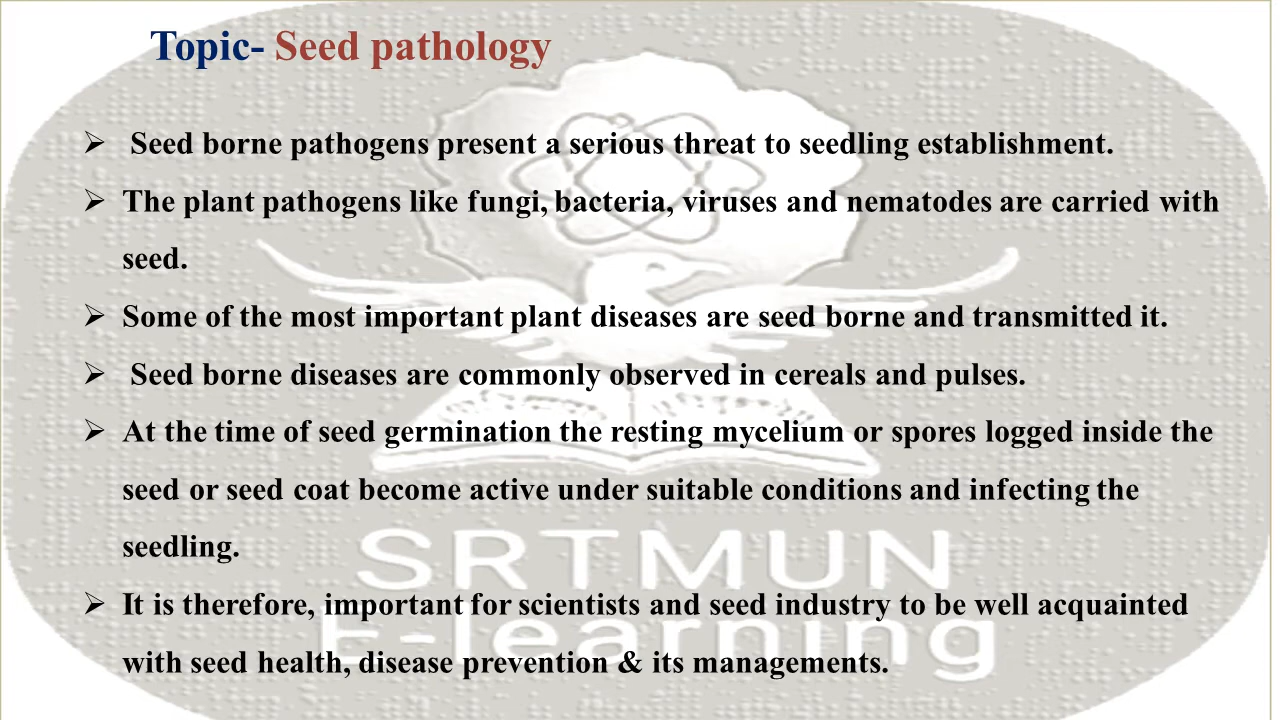 Topic- Seed pathology
➢ Seed borne pathogens present a serious threat to seedling establishment.
➢ The plant pathogens like fungi, bacteria, viruses and nematodes are carried with
seed.
➢ Some of the most important plant diseases are seed borne and transmitted it.
➢ Seed borne diseases are commonly observed in cereals and pulses.
➢ At the time of seed germination the resting mycelium or spores logged inside the
seed or seed coat become active under suitable conditions and infecting the
seedling.
SRTMUN
➢ It is therefore, important for scientists and seed industry to be well acquainted
E-learning
with seed health, disease prevention & its managements.